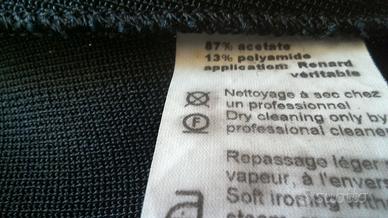 87% acetate
13% polyamide
application: Renard
véritable
Nettoyage à sec chez
un professionnel
F
Dry cleaning only by
professional cleane
Repassage léger
vapeur, à l'envers
Soft ironing with